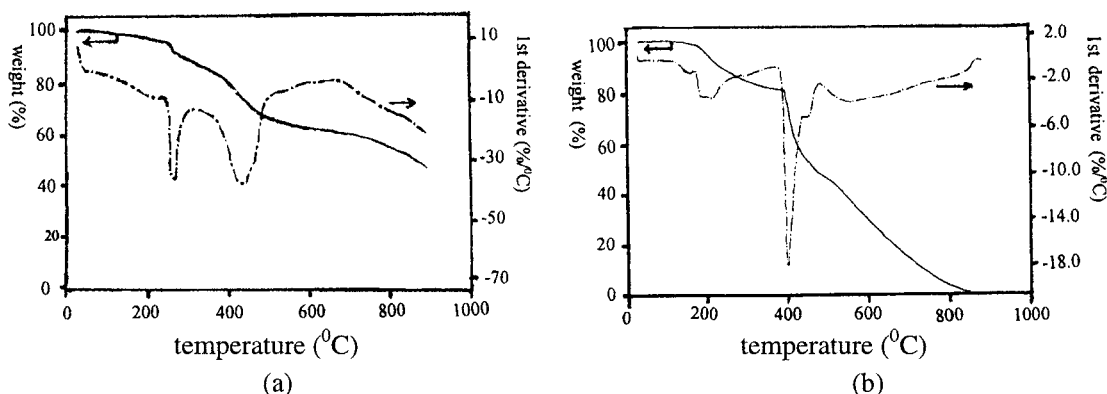 100
80
60
40
20
0
weight (%)
10
-10
-30
-50
-70
1st derivative (%/⁰C)
0 200 400 600 800 1000
temperature (⁰C)
(a)
100
80
60
40
20
0
weight (%)
2.0
-2.0
-6.0
-10.0
-14.0
-18.0
1st derivative (%/⁰C)
0 200 400 600 800 1000
temperature (⁰C)
(b)